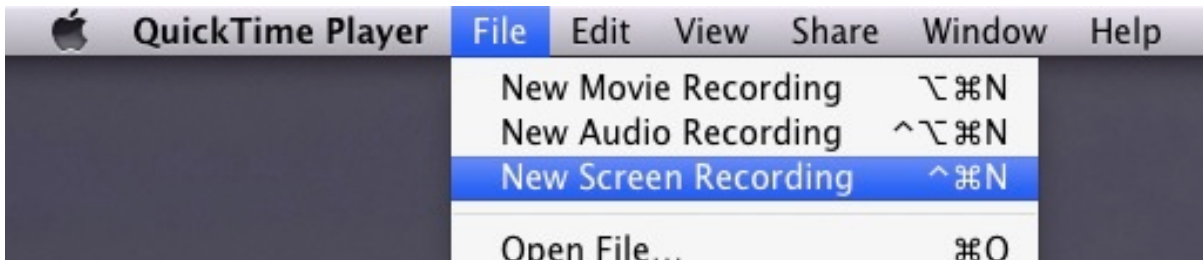 QuickTime Player File Edit View Share Window Help
New Movie Recording ⌥⌘N
New Audio Recording ^⌥⌘N
New Screen Recording ^⌘N
Open File... ⌘O